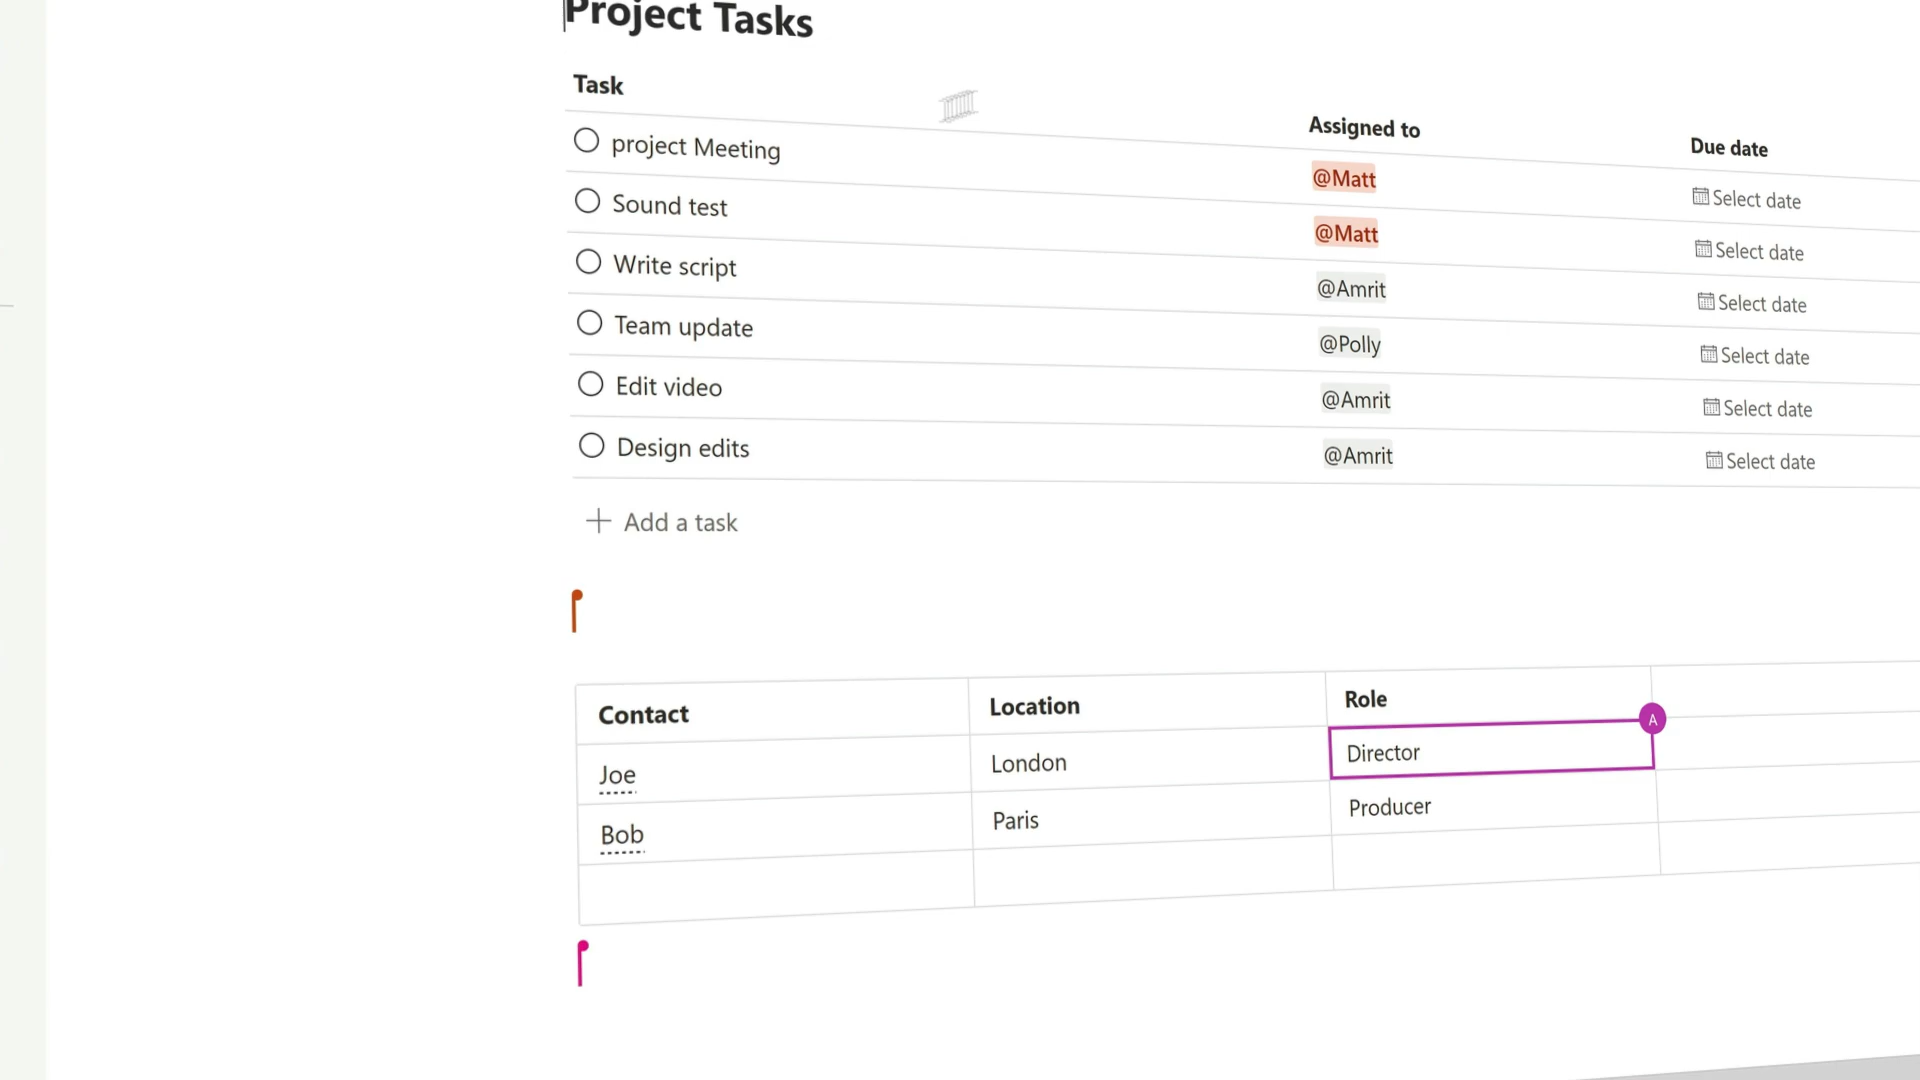 Project Tasks
Task Assigned to Due date
project Meeting @Matt Select date
Sound test @Matt Select date
Write script @Amrit Select date
Team update @Polly Select date
Edit video @Amrit Select date
Design edits @Amrit Select date
Add a task
Contact Location Role
A
Joe London Director
Bob Paris Producer